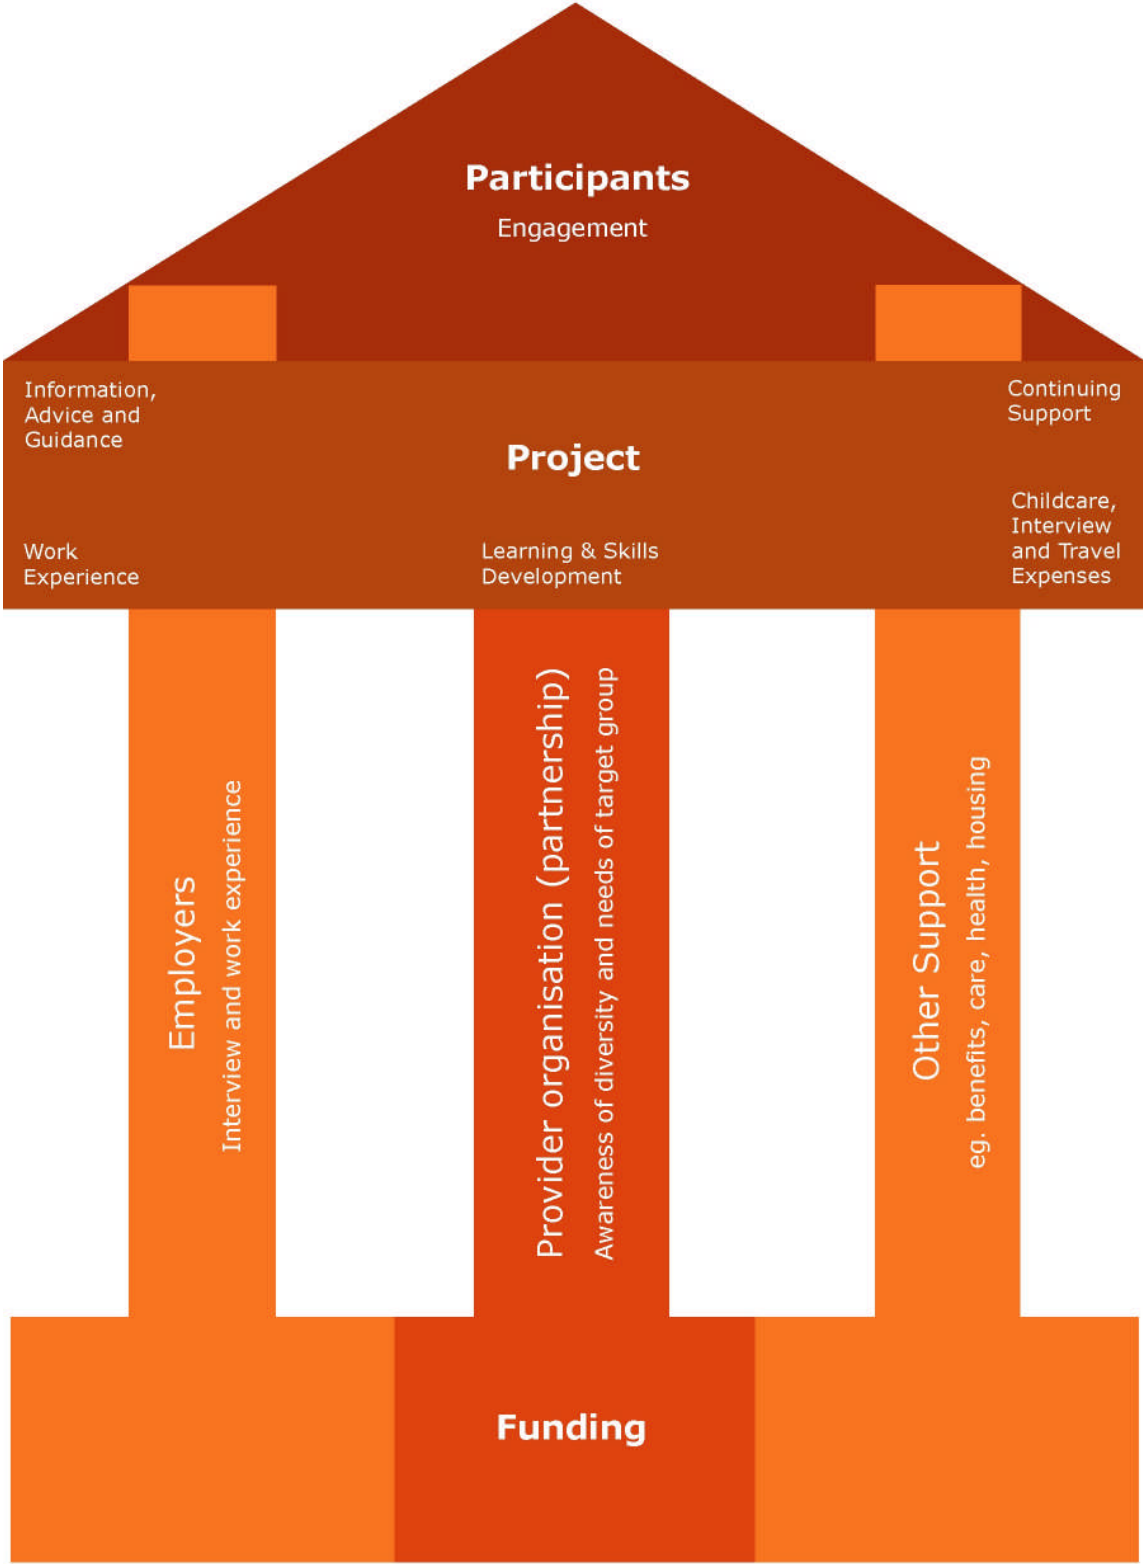 Participants
Engagement
Information,
Advice and
Guidance
Continuing
Support
Project
Work
Experience
Learning & Skills
Development
Childcare,
Interview
and Travel
Expenses
Employers
Interview and work experience
Provider organisation (partnership)
Awareness of diversity and needs of target group
Other Support
eg. benefits, care, health, housing
Funding